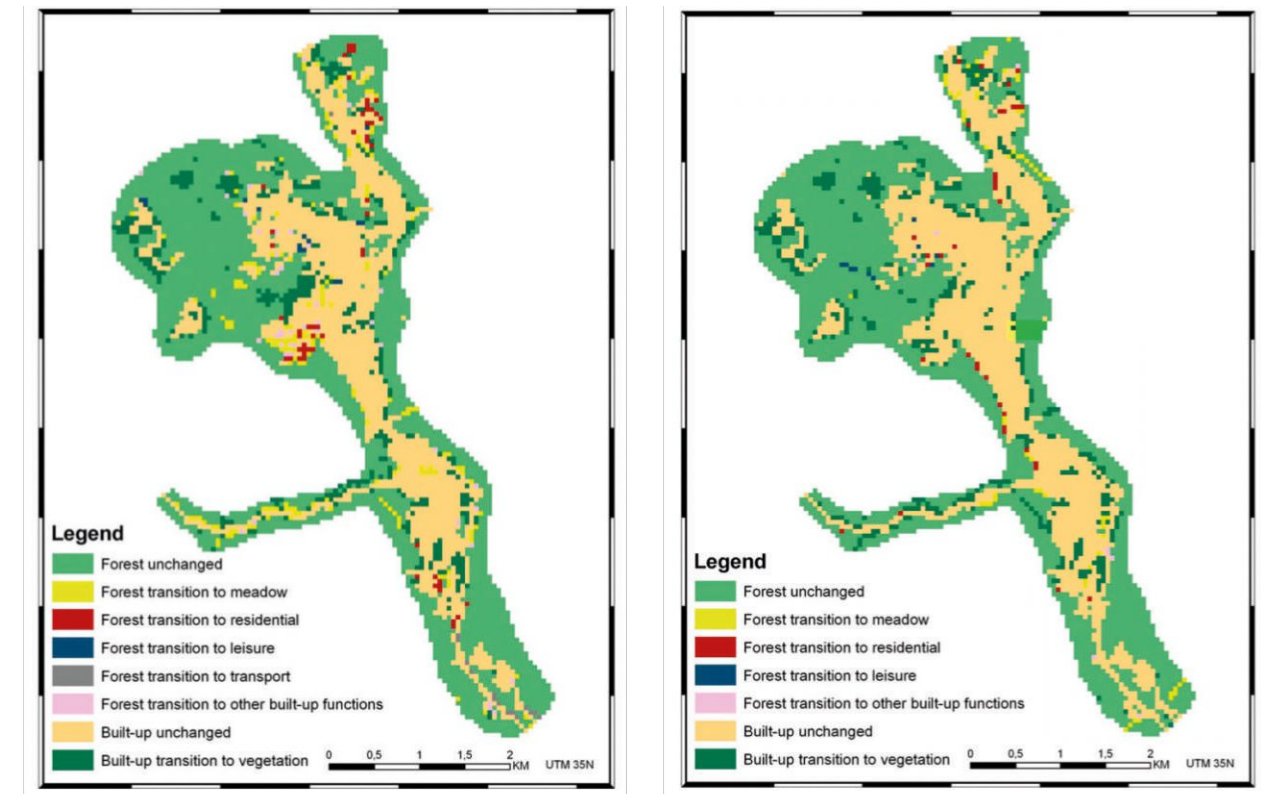 Legend
Forest unchanged
Forest transition to meadow
Forest transition to residential
Forest transition to leisure
Forest transition to transport
Forest transition to other built-up functions
Built-up unchanged
Built-up transition to vegetation
0 0,5 1 1,5 2
KM UTM 35N
Legend
Forest unchanged
Forest transition to meadow
Forest transition to residential
Forest transition to leisure
Forest transition to other built-up functions
Built-up unchanged
Built-up transition to vegetation
0 0,5 1 1,5 2
KM UTM 35N